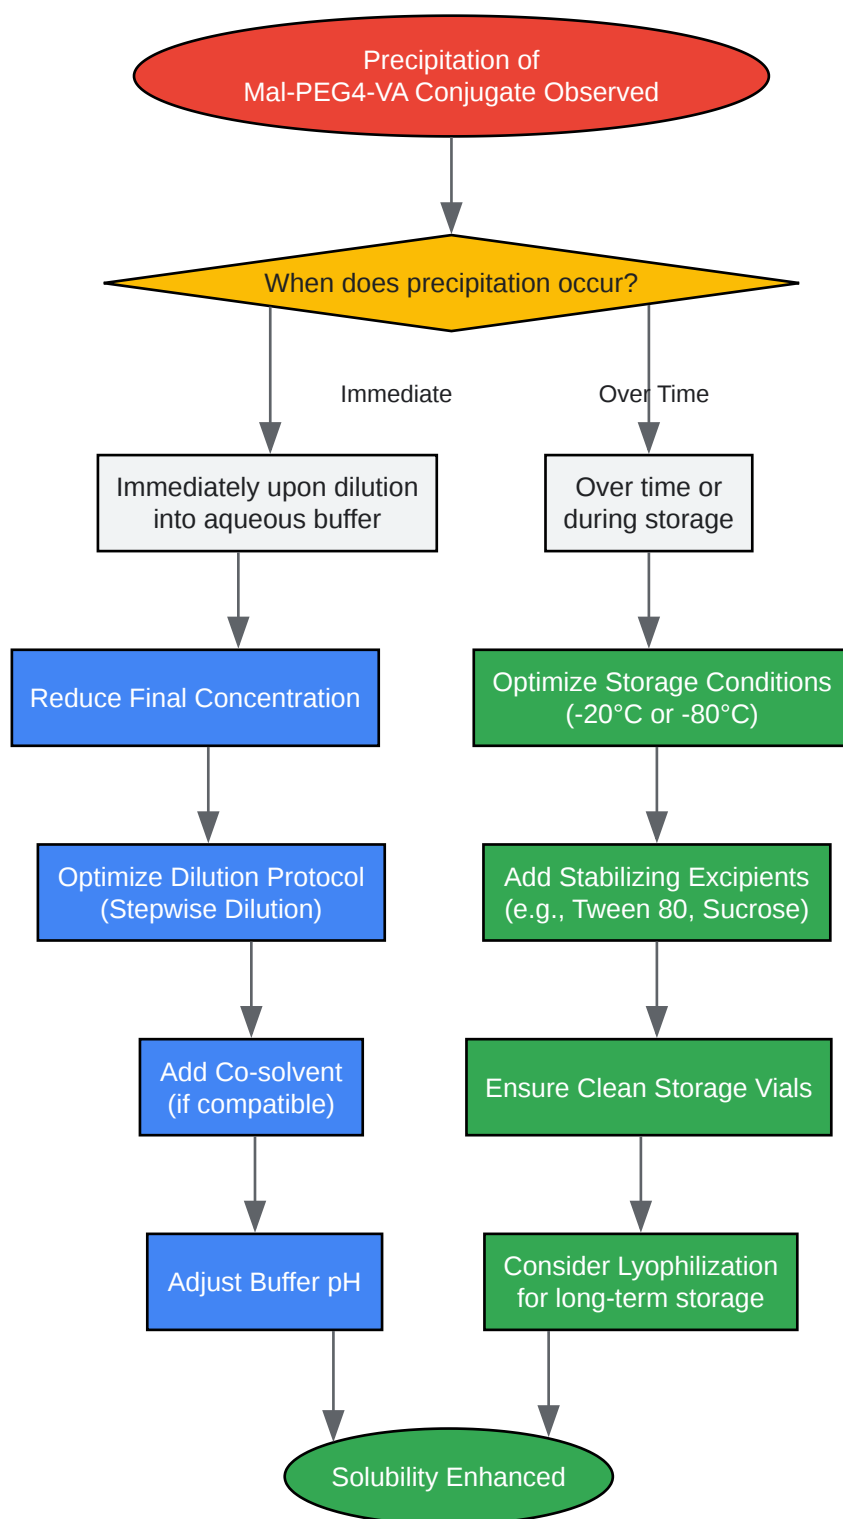 Precipitation of
Mal-PEG4-VA Conjugate Observed
When does precipitation occur?
Immediate
Over Time
Immediately upon dilution
into aqueous buffer
Over time or
during storage
Reduce Final Concentration
Optimize Storage Conditions
(-20°C or -80°C)
Optimize Dilution Protocol
(Stepwise Dilution)
Add Stabilizing Excipients
(e.g., Tween 80, Sucrose)
Add Co-solvent
(if compatible)
Ensure Clean Storage Vials
Adjust Buffer pH
Consider Lyophilization
for long-term storage
Solubility Enhanced